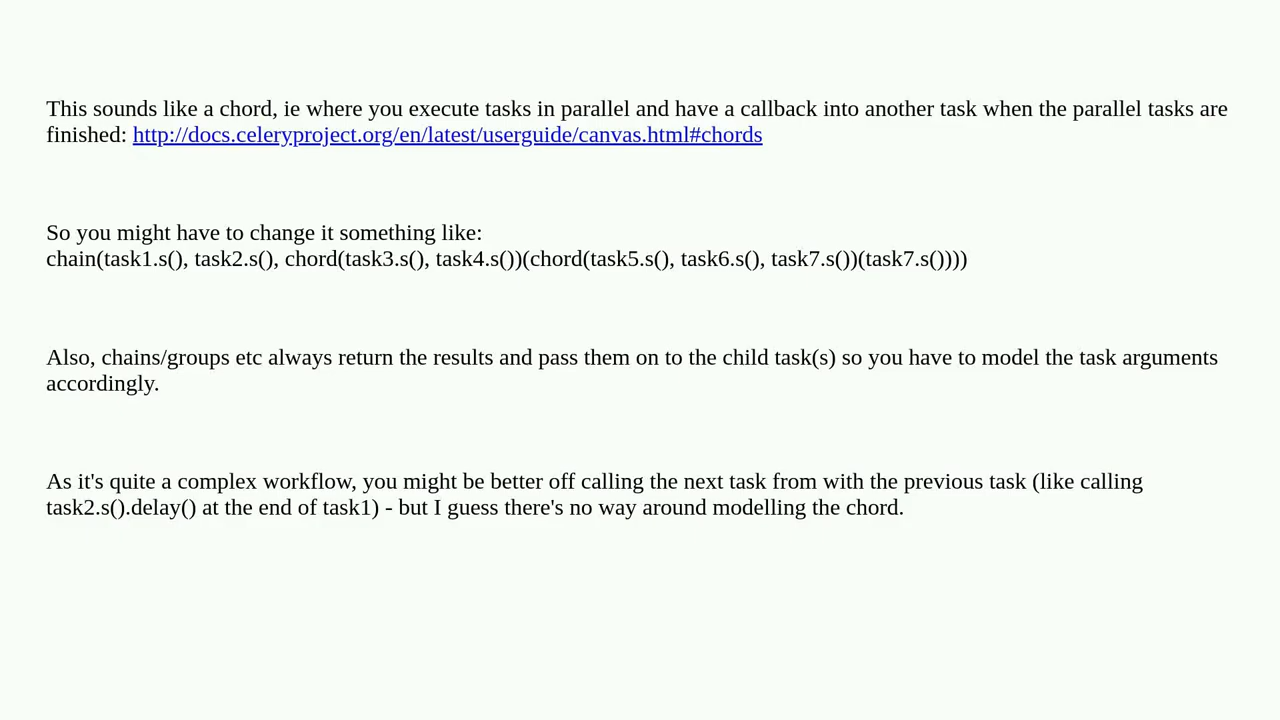 This sounds like a chord, ie where you execute tasks in parallel and have a callback into another task when the parallel tasks are
finished: http://docs.celeryproject.org/en/latest/userguide/canvas.html#chords
So you might have to change it something like:
chain(task1.s(), task2.s(), chord(task3.s(), task4.s())(chord(task5.s(), task6.s(), task7.s())(task7.s())))
Also, chains/groups etc always return the results and pass them on to the child task(s) so you have to model the task arguments
accordingly.
As it's quite a complex workflow, you might be better off calling the next task from with the previous task (like calling
task2.s().delay() at the end of task1) - but I guess there's no way around modelling the chord.